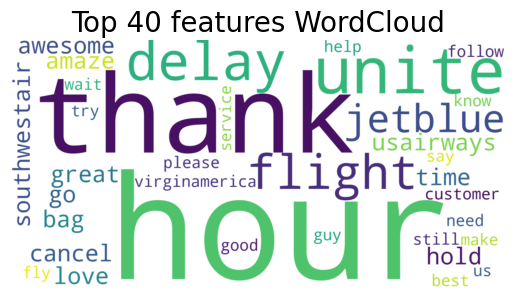 Top 40 features WordCloud
awesome
help
follow
amaze
delay
unite
wait
know
try
thank
southwestair
service
jetblue
usairways
say
please
flight
time
great
virginamerica
customer
go
hour
bag
need
good
guy
still
make
cancel
hold
fly
love
us
best